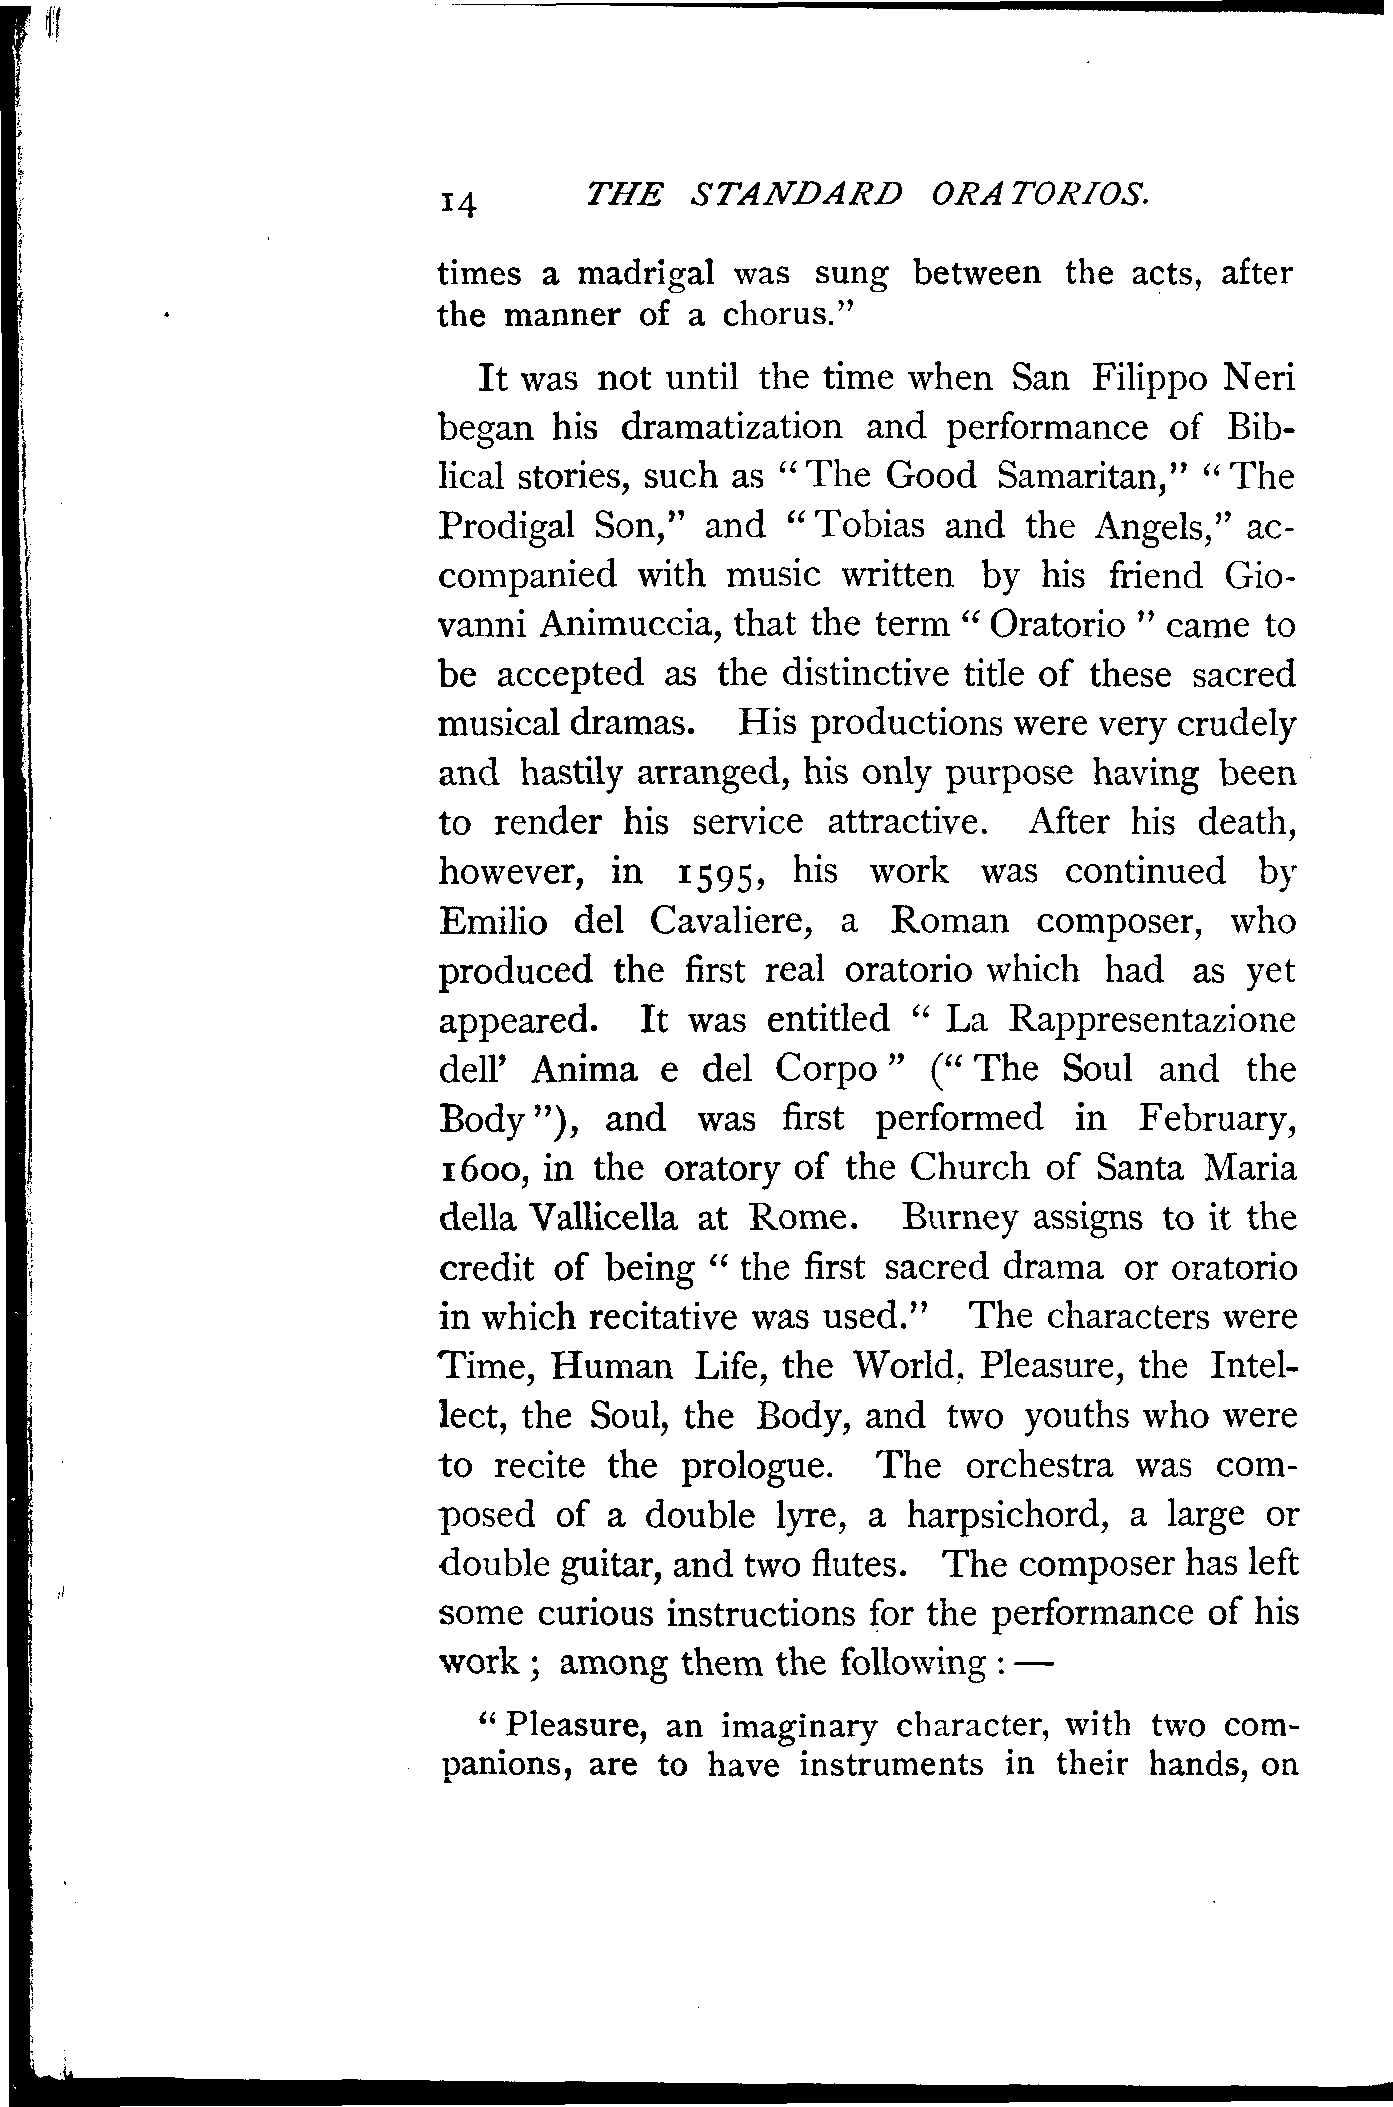 14 THE STANDARD ORATORIOS.
times a madrigal was sung between the acts, after
the manner of a chorus.”
It was not until the time when San Filippo Neri
began his dramatization and performance of Bib-
lical stories, such as “The Good Samaritan,” “The
Prodigal Son,” and “Tobias and the Angels,” ac-
companied with music written by his friend Gio-
vanni Animuccia, that the term “Oratorio” came to
be accepted as the distinctive title of these sacred
musical dramas. His productions were very crudely
and hastily arranged, his only purpose having been
to render his service attractive. After his death,
however, in 1595, his work was continued by
Emilio del Cavaliere, a Roman composer, who
produced the first real oratorio which had as yet
appeared. It was entitled “La Rappresentazione
dell’ Anima e del Corpo” (“The Soul and the
Body”), and was first performed in February,
1600, in the oratory of the Church of Santa Maria
della Vallicella at Rome. Burney assigns to it the
credit of being “the first sacred drama or oratorio
in which recitative was used.” The characters were
Time, Human Life, the World, Pleasure, the Intel-
lect, the Soul, the Body, and two youths who were
to recite the prologue. The orchestra was com-
posed of a double lyre, a harpsichord, a large or
double guitar, and two flutes. The composer has left
some curious instructions for the performance of his
work; among them the following:—
“Pleasure, an imaginary character, with two com-
panions, are to have instruments in their hands, on